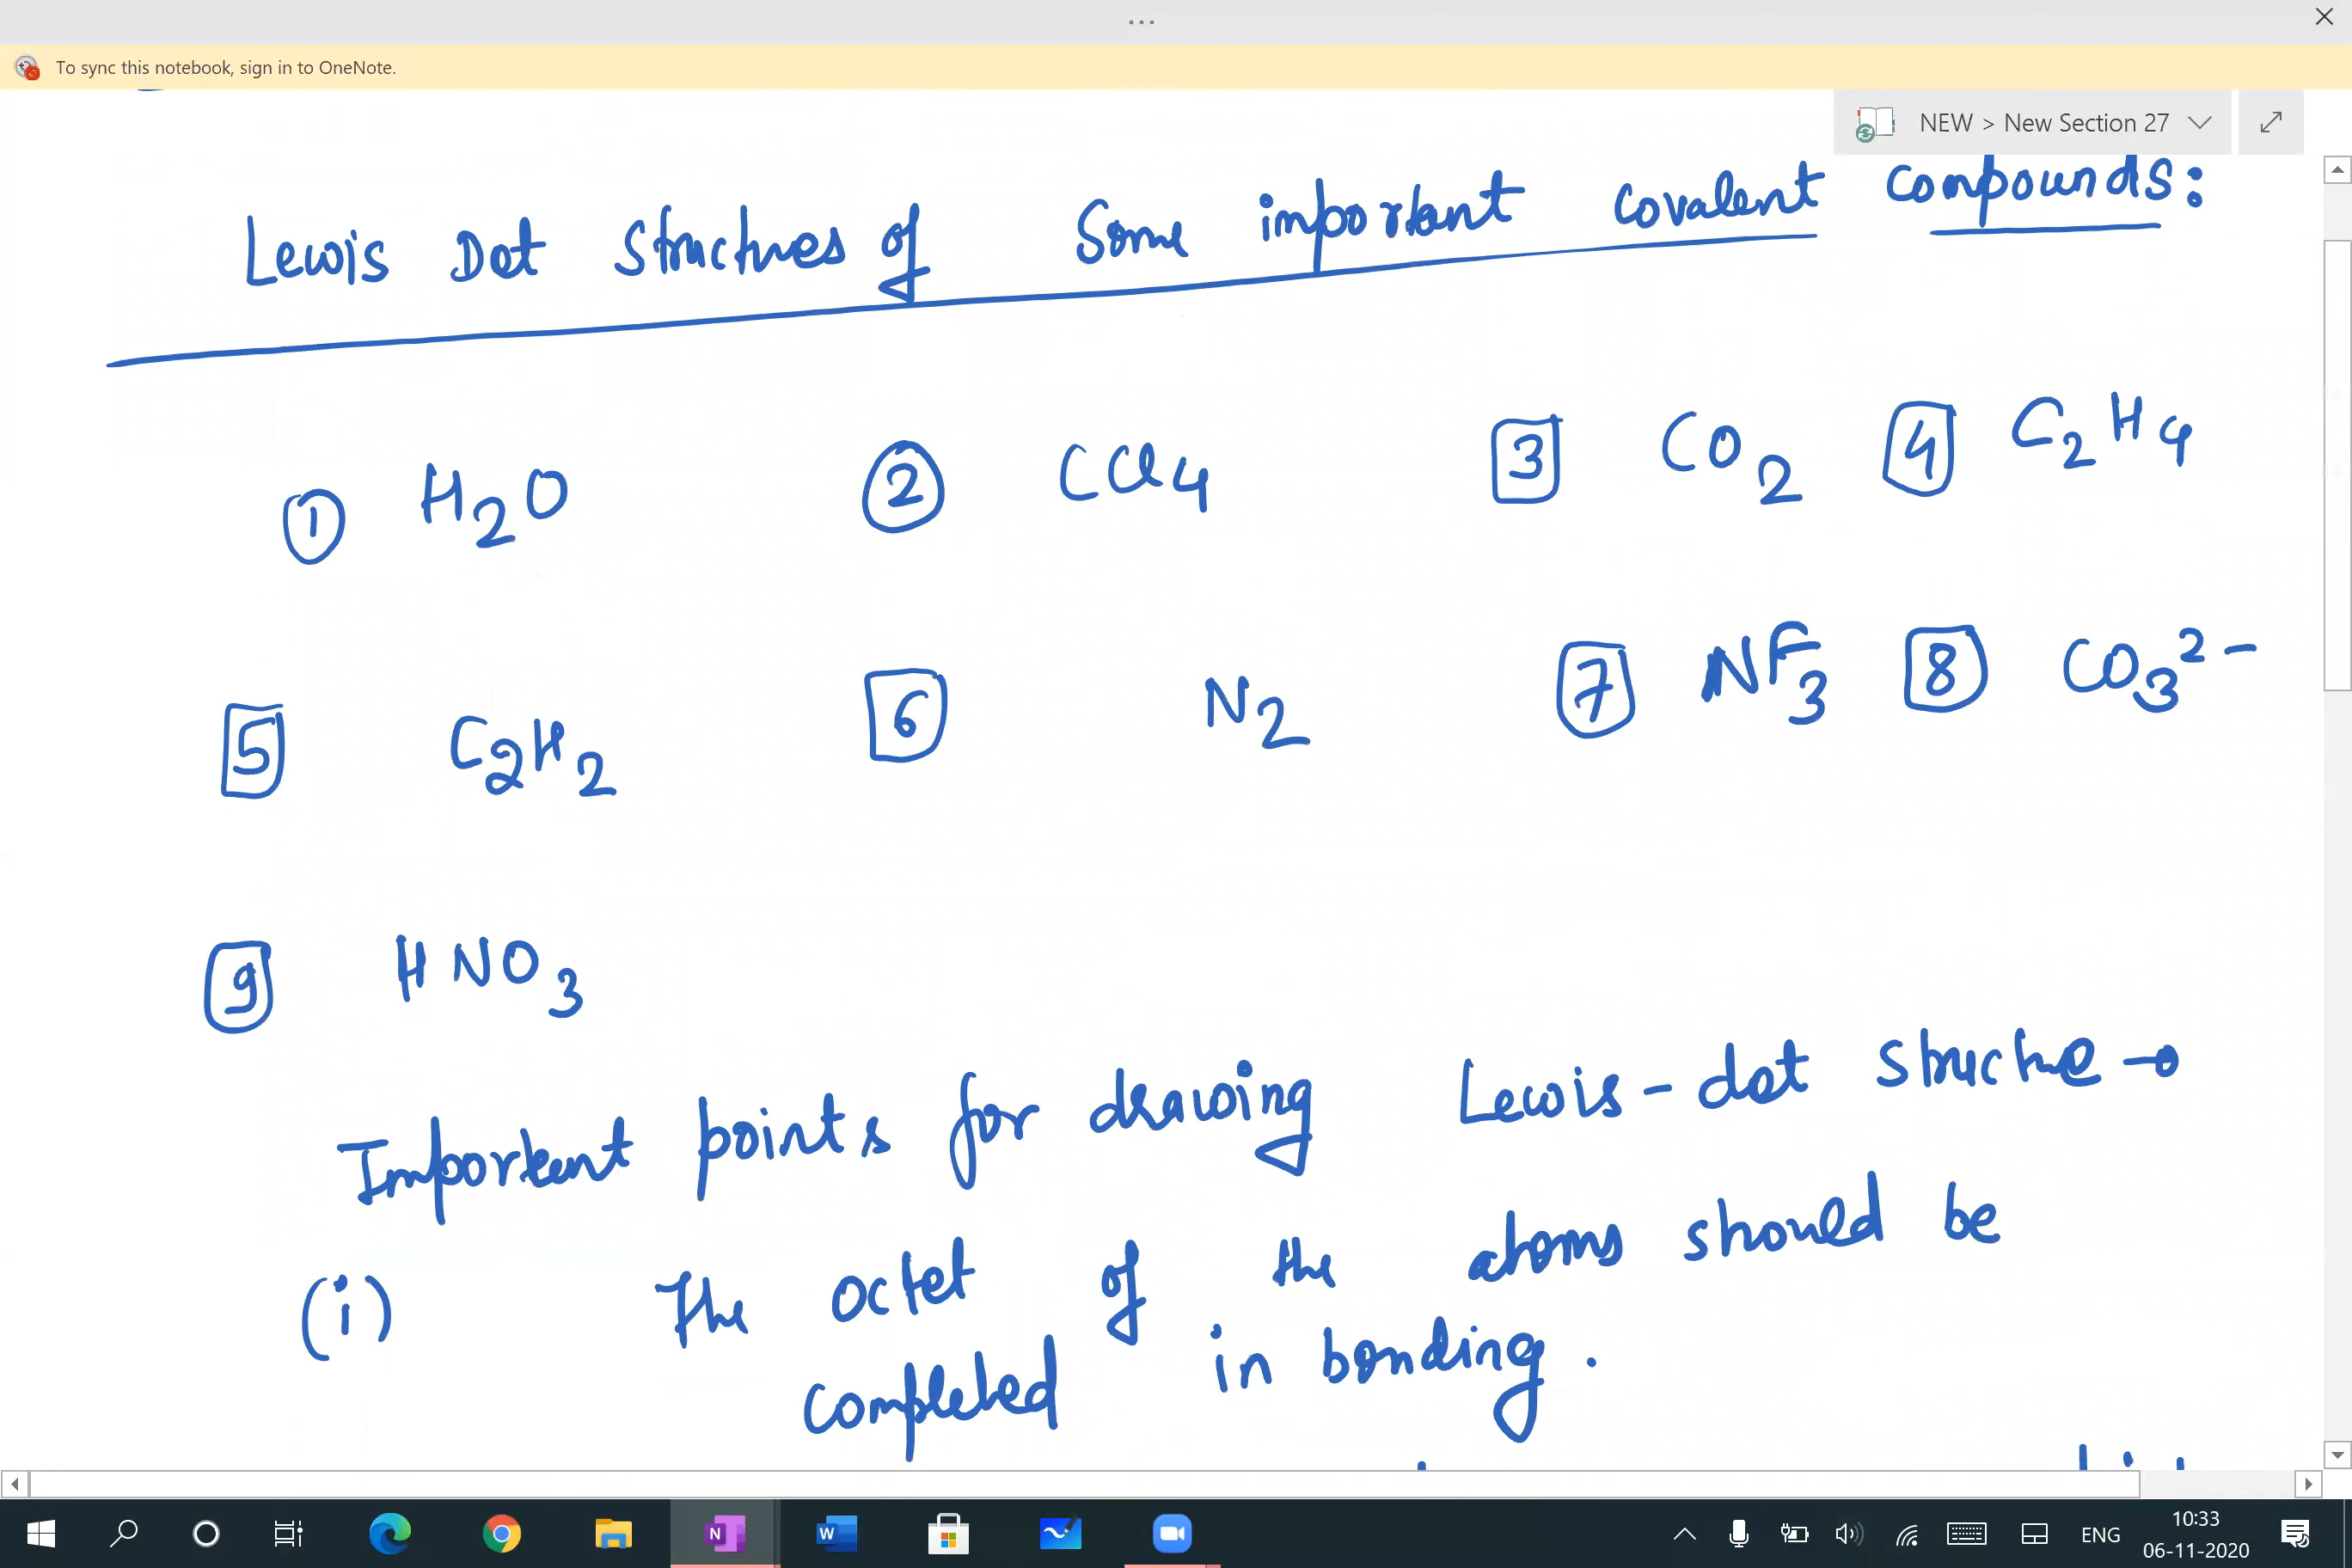 To sync this notebook, sign in to OneNote.
NEW > New Section 27
Lewis Dot Structures of Some important covalent compounds:
① H₂O ② CCl₄ 3 CO₂ 4 C₂H₄
5 C₂H₂ 6 N₂ 7 NF₃ 8 CO₃²⁻
9 HNO₃
Important points for drawing Lewis-dot structure →
(i) The octet of the atoms should be
completed in bonding.
ENG
10:33
06-11-2020